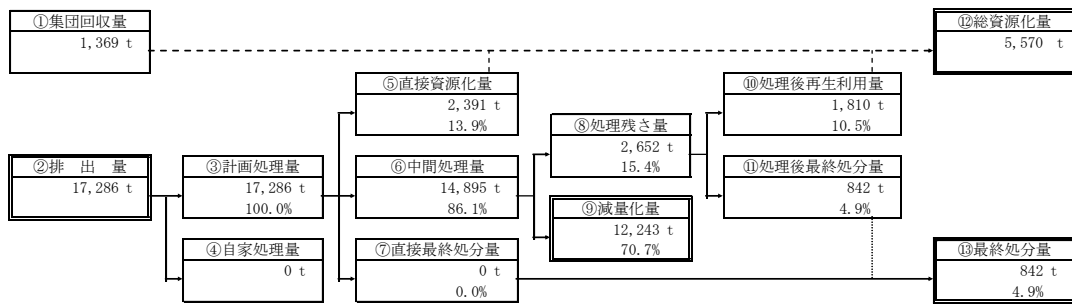 ①集団回収量
1,369 t
⑫総資源化量
5,570 t
⑤直接資源化量
2,391 t
13.9%
⑩処理後再生利用量
1,810 t
10.5%
⑧処理残さ量
2,652 t
15.4%
②排 出 量
17,286 t
③計画処理量
17,286 t
100.0%
⑥中間処理量
14,895 t
86.1%
⑪処理後最終処分量
842 t
4.9%
⑨減量化量
12,243 t
70.7%
④自家処理量
0 t
⑦直接最終処分量
0 t
0.0%
⑬最終処分量
842 t
4.9%